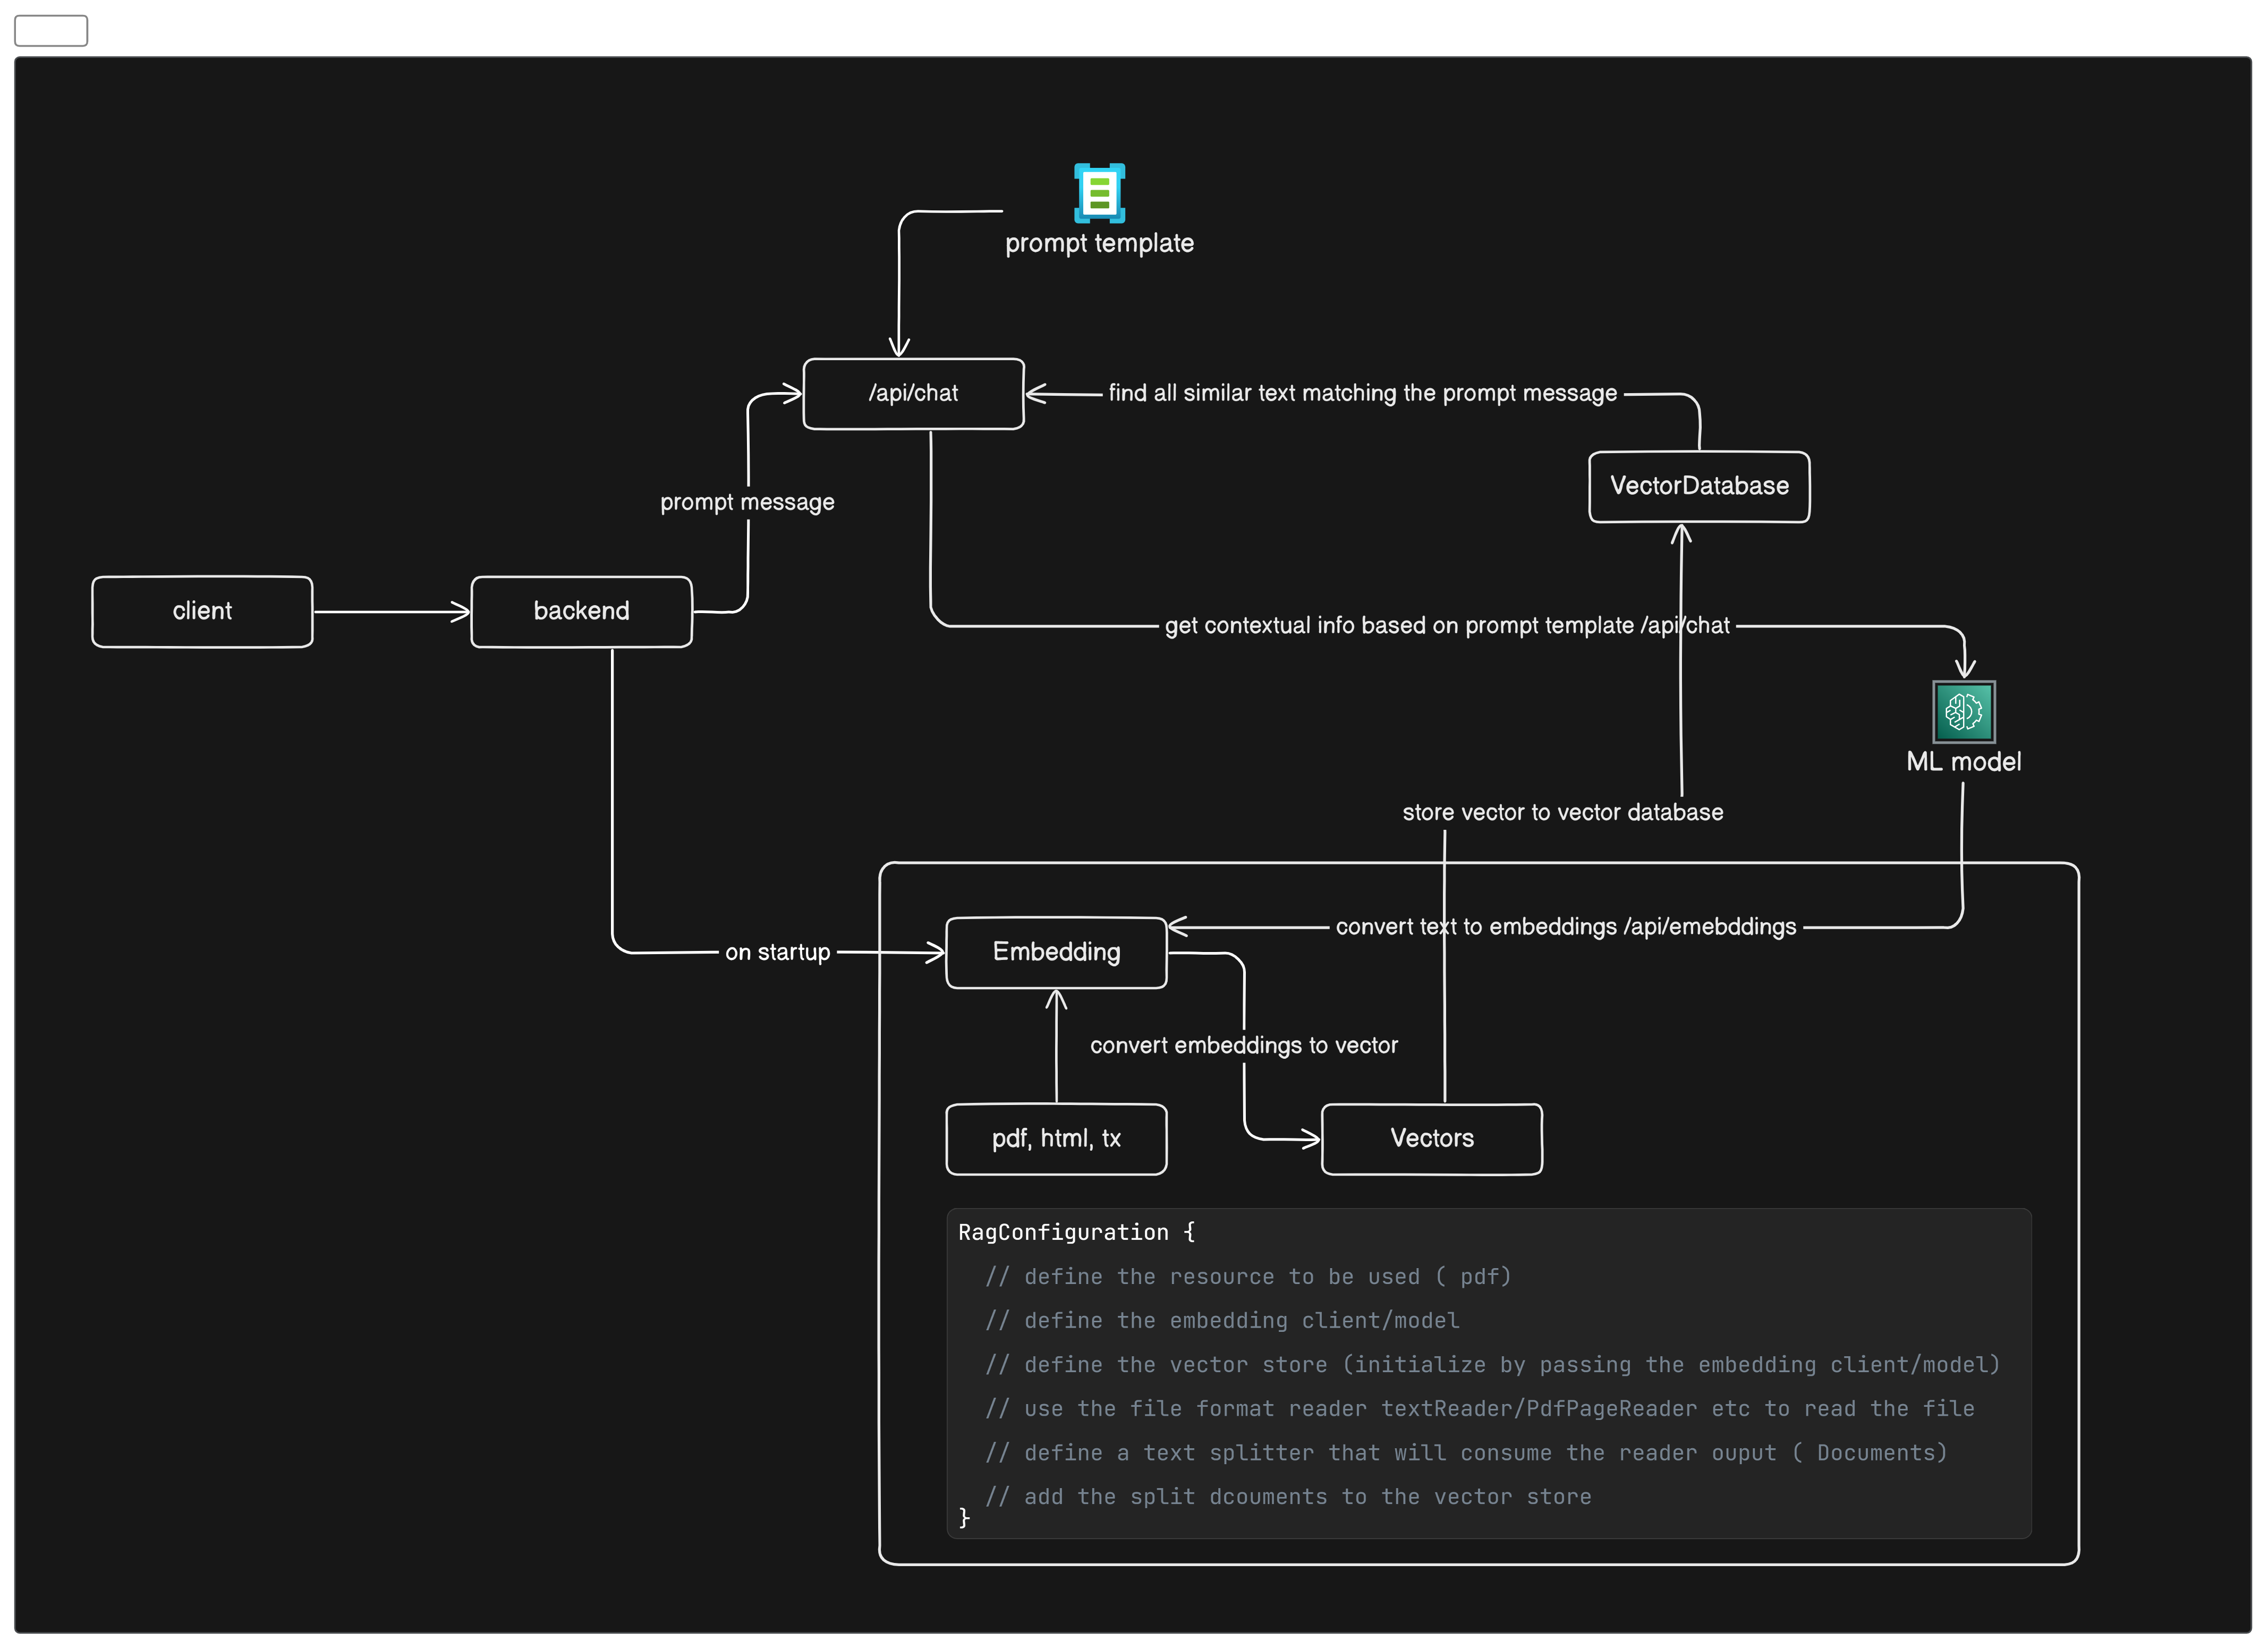 prompt template
/api/chat
find all similar text matching the prompt message
VectorDatabase
prompt message
client
backend
get contextual info based on prompt template /api/chat
ML model
store vector to vector database
convert text to embeddings /api/emebddings
on startup
Embedding
convert embeddings to vector
pdf, html, tx
Vectors
RagConfiguration {
// define the resource to be used ( pdf)
// define the embedding client/model
// define the vector store (initialize by passing the embedding client/model)
// use the file format reader textReader/PdfPageReader etc to read the file
// define a text splitter that will consume the reader ouput ( Documents)
// add the split dcouments to the vector store
}